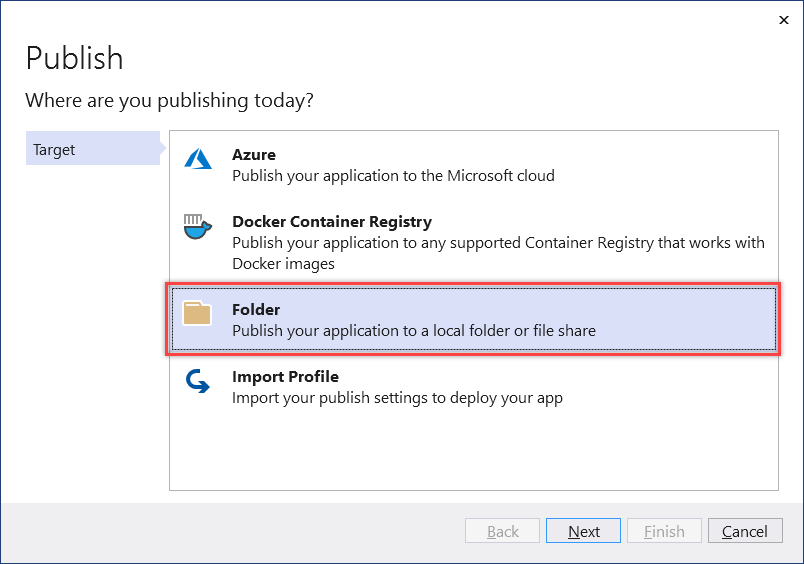 Publish
Where are you publishing today?
Target
Azure
Publish your application to the Microsoft cloud
Docker Container Registry
Publish your application to any supported Container Registry that works with
Docker images
Folder
Publish your application to a local folder or file share
Import Profile
Import your publish settings to deploy your app
Back
Next
Finish
Cancel